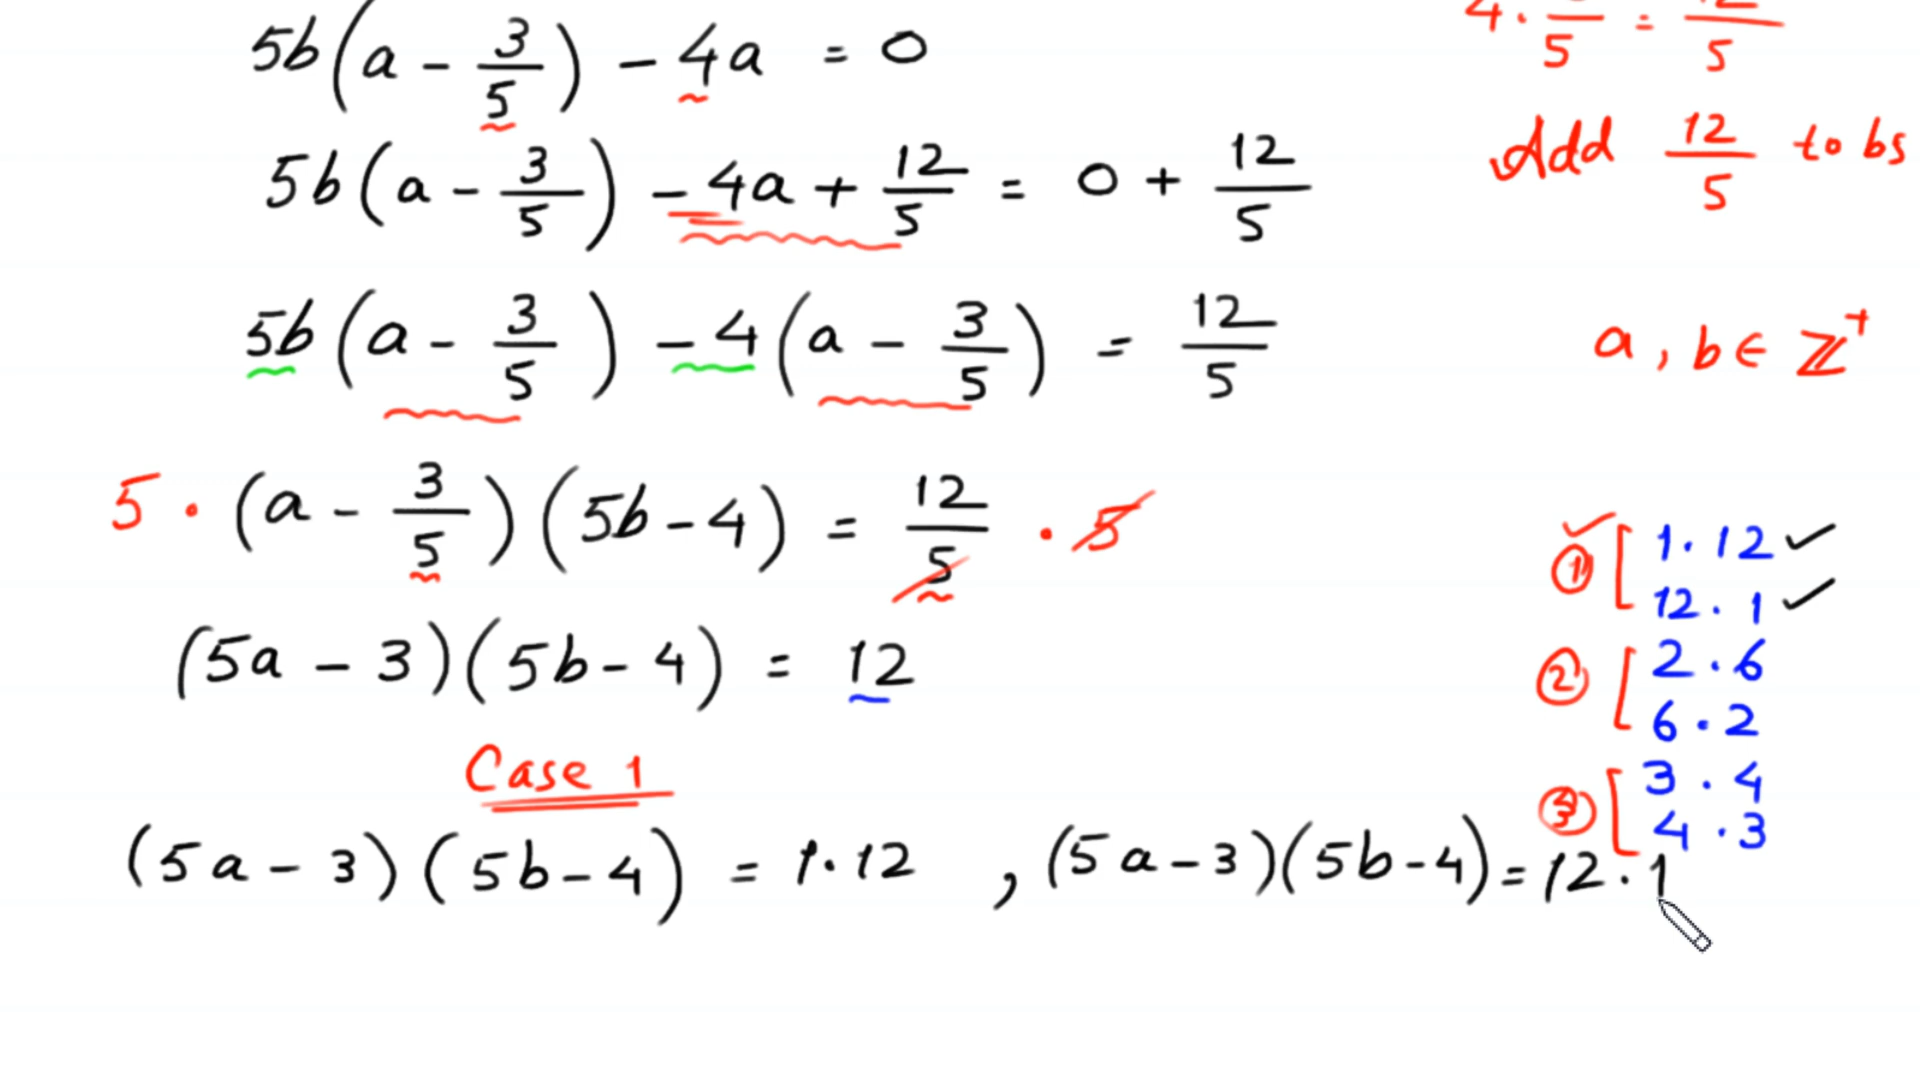 5b(a - 3/5) - 4a = 0
4 · /5 = 12/5
5b(a - 3/5) - 4a + 12/5 = 0 + 12/5
Add 12/5 to bs
5b(a - 3/5) - 4(a - 3/5) = 12/5
a, b ∈ ℤ⁺
5 · (a - 3/5)(5b - 4) = 12/5 · 5
① [ 1 · 12 ✓
12 · 1 ✓
(5a - 3)(5b - 4) = 12
② [ 2 · 6
6 · 2
Case 1
③ [ 3 · 4
4 · 3
(5a - 3)(5b - 4) = 1 · 12 , (5a - 3)(5b - 4) = 12 · 1